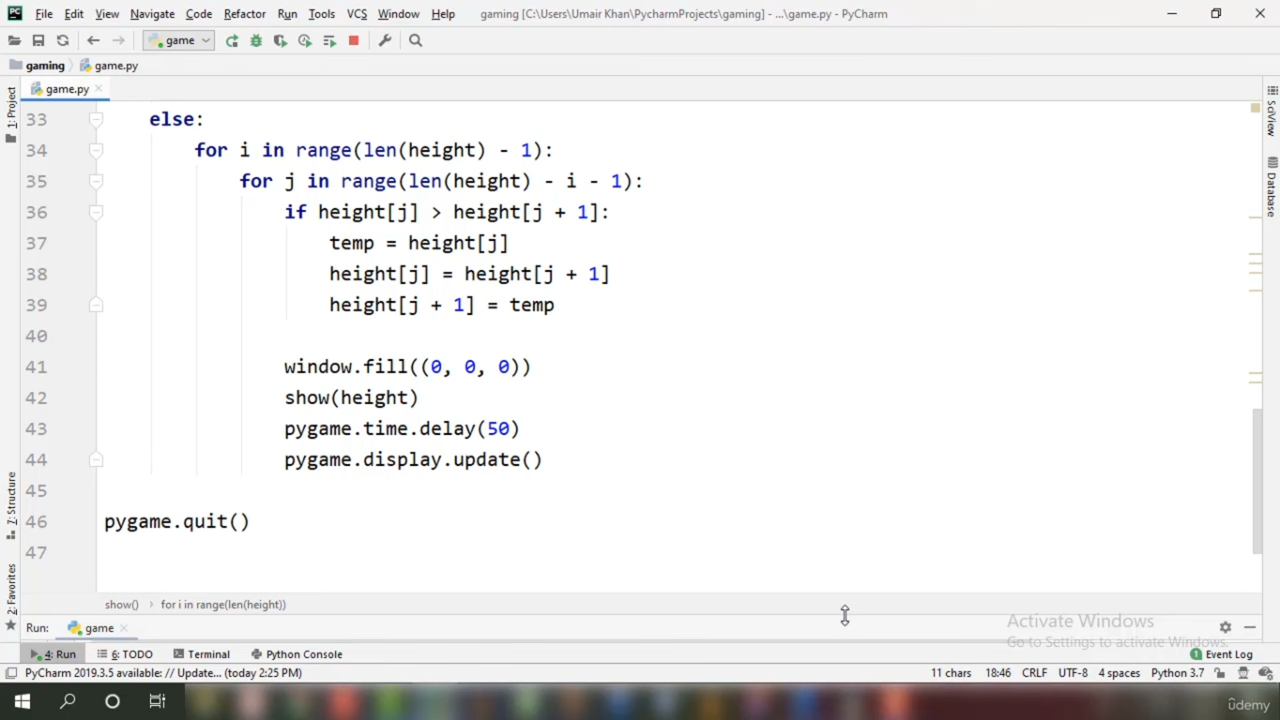 File Edit View Navigate Code Refactor Run Tools VCS Window Help gaming [C:\Users\Umair Khan\PycharmProjects\gaming] - ...\game.py - PyCharm
game
gaming game.py
game.py
33 else:
34 for i in range(len(height) - 1):
35 for j in range(len(height) - i - 1):
36 if height[j] > height[j + 1]:
37 temp = height[j]
38 height[j] = height[j + 1]
39 height[j + 1] = temp
40
41 window.fill((0, 0, 0))
42 show(height)
43 pygame.time.delay(50)
44 pygame.display.update()
45
46 pygame.quit()
47
1: Project
7: Structure
2: Favorites
SciView
Database
show() for i in range(len(height))
Activate Windows
Go to Settings to activate Windows.
Run: game
4: Run 6: TODO Terminal Python Console 1 Event Log
PyCharm 2019.3.5 available: // Update... (today 2:25 PM) 11 chars 18:46 CRLF UTF-8 4 spaces Python 3.7
ûdemy